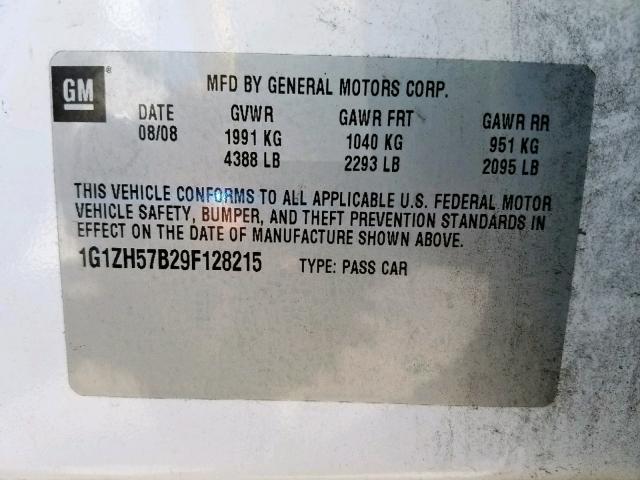 GM ®
MFD BY GENERAL MOTORS CORP.
DATE GVWR GAWR FRT GAWR RR
08/08 1991 KG 1040 KG 951 KG
4388 LB 2293 LB 2095 LB
THIS VEHICLE CONFORMS TO ALL APPLICABLE U.S. FEDERAL MOTOR
VEHICLE SAFETY, BUMPER, AND THEFT PREVENTION STANDARDS IN
EFFECT ON THE DATE OF MANUFACTURE SHOWN ABOVE.
1G1ZH57B29F128215 TYPE: PASS CAR